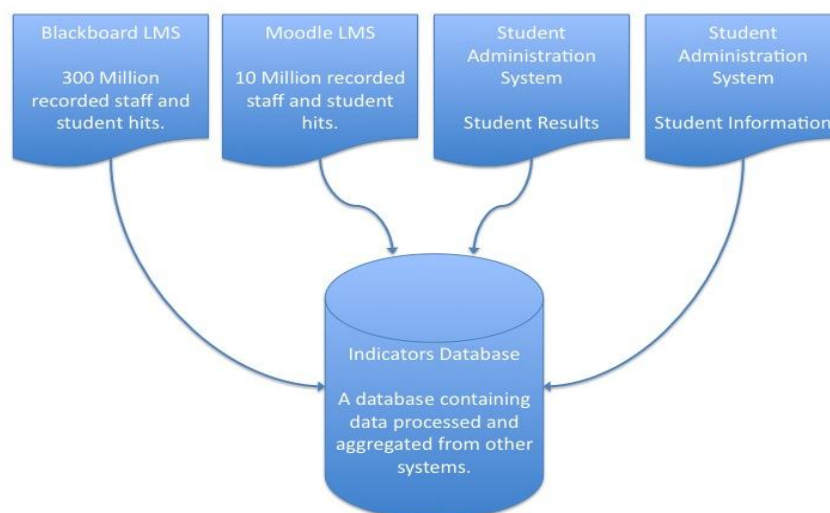 Blackboard LMS
300 Million
recorded staff and
student hits.
Moodle LMS
10 Million recorded
staff and student
hits.
Student
Administration
System
Student Results
Student
Administration
System
Student Information
Indicators Database
A database containing
data processed and
aggregated from other
systems.